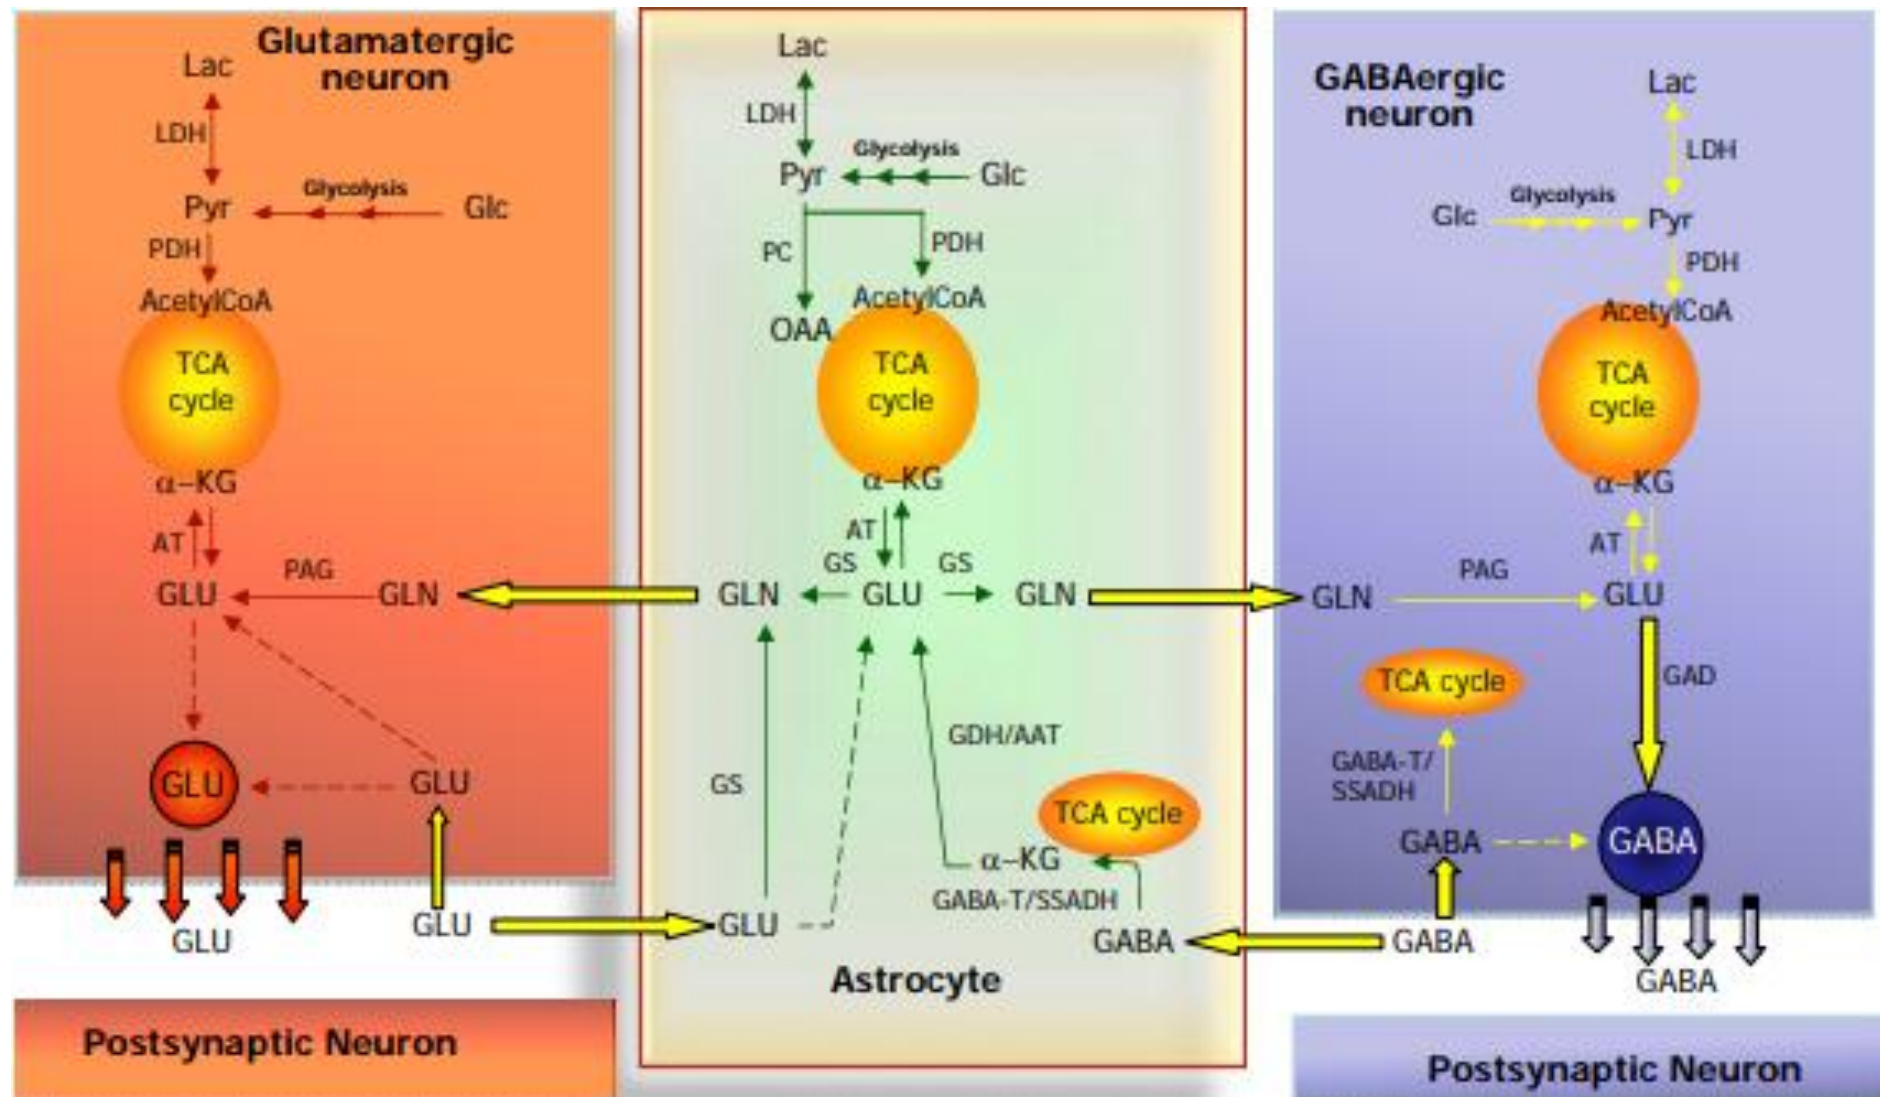 Glutamatergic
neuron
Lac
LDH
Pyr
Glycolysis
Glc
PDH
AcetylCoA
TCA
cycle
α–KG
AT
GLU
PAG
GLN
GLU
GLU
GLU
GLU
Postsynaptic Neuron
Lac
LDH
Pyr
Glycolysis
Glc
PC
PDH
OAA
AcetylCoA
TCA
cycle
α–KG
AT
GS
GS
GLN
GLU
GLN
GDH/AAT
GS
TCA cycle
α–KG
GABA-T/SSADH
GLU
GABA
Astrocyte
GABAergic
neuron
Lac
LDH
Glycolysis
Glc
Pyr
PDH
AcetylCoA
TCA
cycle
α–KG
AT
PAG
GLN
GLU
TCA cycle
GAD
GABA-T/
SSADH
GABA
GABA
GABA
GABA
Postsynaptic Neuron